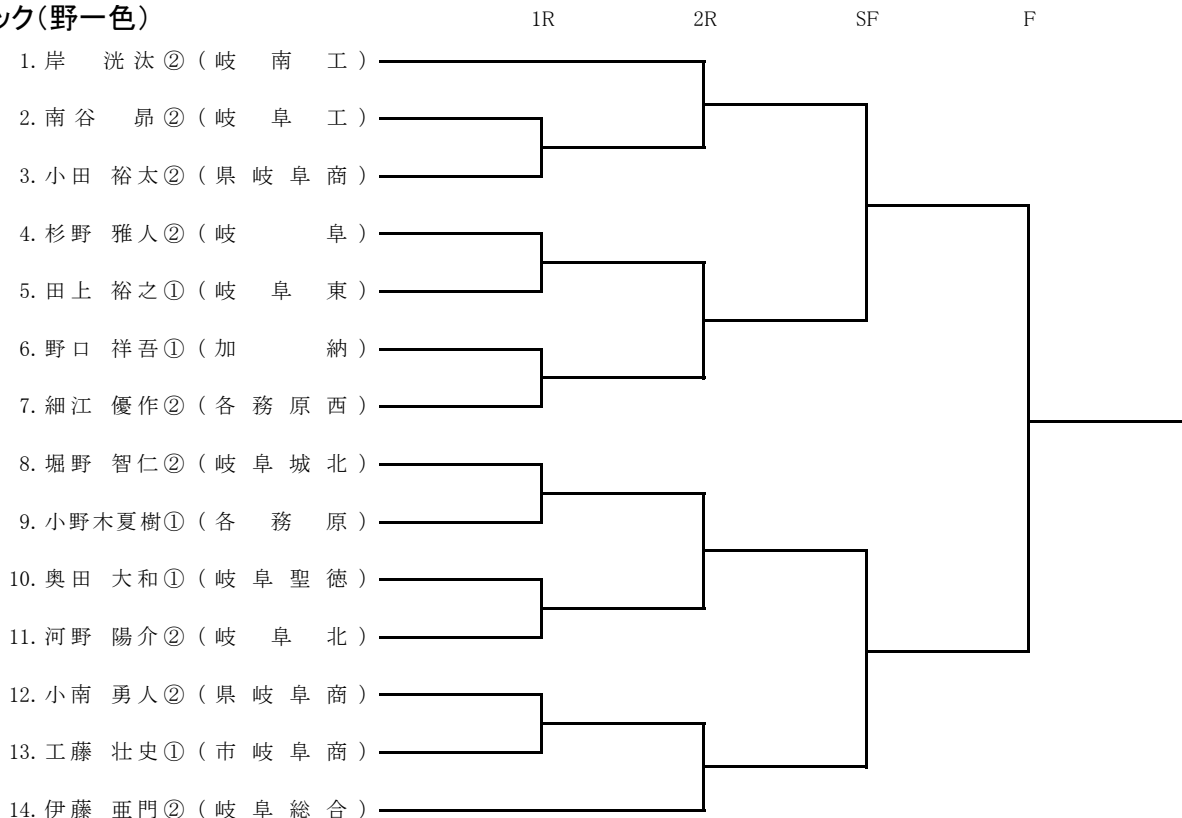 ック(野一色) 1R 2R SF F
1. 岸 洸汰② (岐南工)
2. 南谷 昴② (岐阜工)
3. 小田 裕太② (県岐阜商)
4. 杉野 雅人② (岐阜)
5. 田上 裕之① (岐阜東)
6. 野口 祥吾① (加納)
7. 細江 優作② (各務原西)
8. 堀野 智仁② (岐阜城北)
9. 小野木夏樹① (各務原)
10. 奥田 大和① (岐阜聖徳)
11. 河野 陽介② (岐阜北)
12. 小南 勇人② (県岐阜商)
13. 工藤 壮史① (市岐阜商)
14. 伊藤 亜門② (岐阜総合)